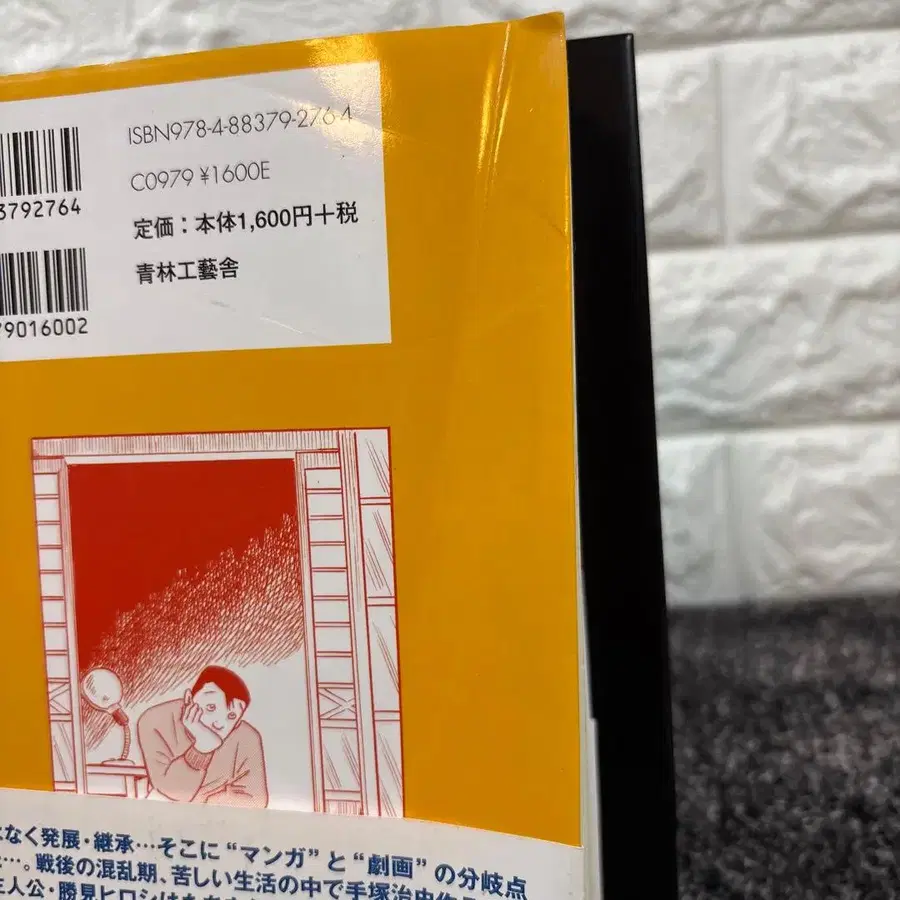 ISBN978-4-88379-276-4
3792764
C0979 ¥1600E
定価：本体1,600円＋税
青林工藝舎
79016002
なく発展・継承…そこに“マンガ”と“劇画”の分岐点
…。戦後の混乱期、苦しい生活の中で手塚治虫作品
主人公・勝見ヒロシは